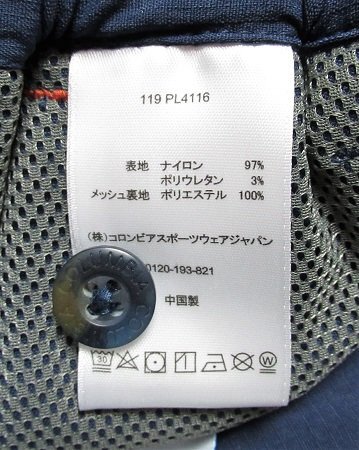 119 PL4116
表地 ナイロン 97%
ポリウレタン 3%
メッシュ裏地 ポリエステル 100%
(株)コロンビアスポーツウェアジャパン
0120-193-821
中国製
COLUMBIA
30
W